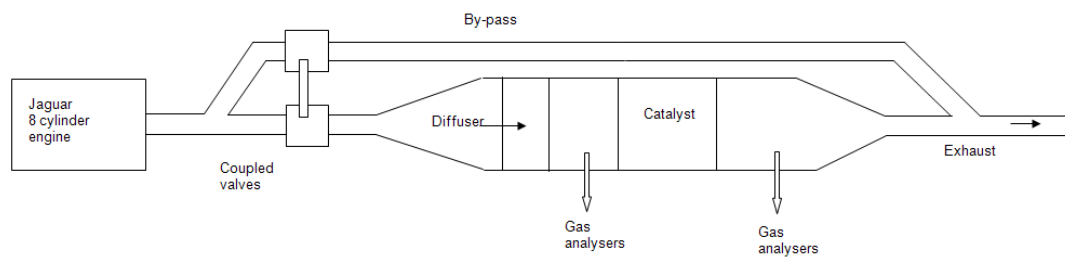 By-pass
Jaguar
8 cylinder
engine
Diffuser
Catalyst
Coupled
valves
Exhaust
Gas
analysers
Gas
analysers